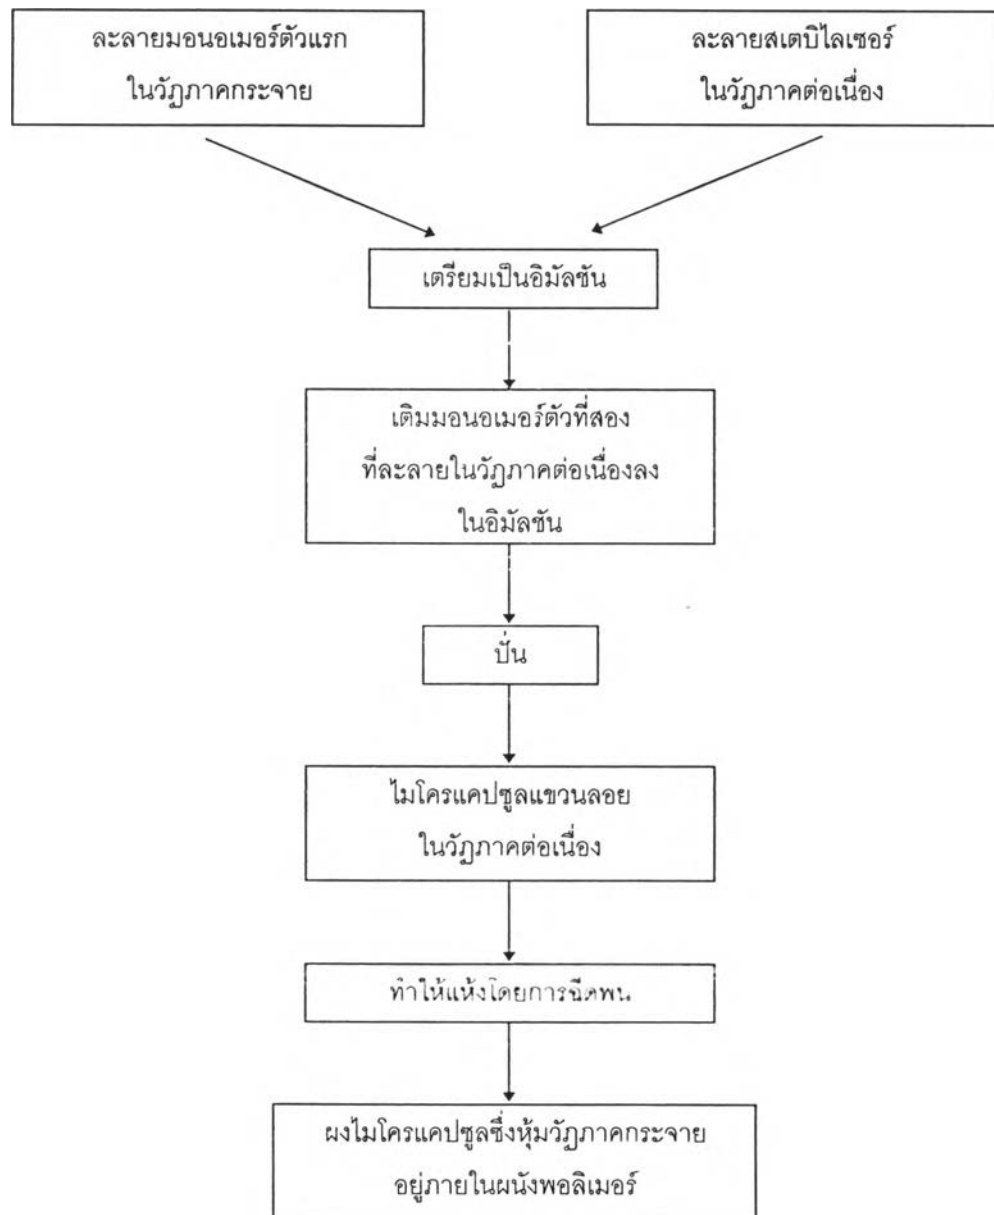 ละลายมอนอเมอร์ตัวแรก
ในวัฏภาคกระจาย
ละลายสเตบิไลเซอร์
ในวัฏภาคต่อเนื่อง
เตรียมเป็นอิมัลชัน
เติมมอนอเมอร์ตัวที่สอง
ที่ละลายในวัฏภาคต่อเนื่องลง
ในอิมัลชัน
ปั่น
ไมโครแคปซูลแขวนลอย
ในวัฏภาคต่อเนื่อง
ทำให้แห้งโดยการฉีดพ่น
ผงไมโครแคปซูลซึ่งหุ้มวัฏภาคกระจาย
อยู่ภายในผนังพอลิเมอร์